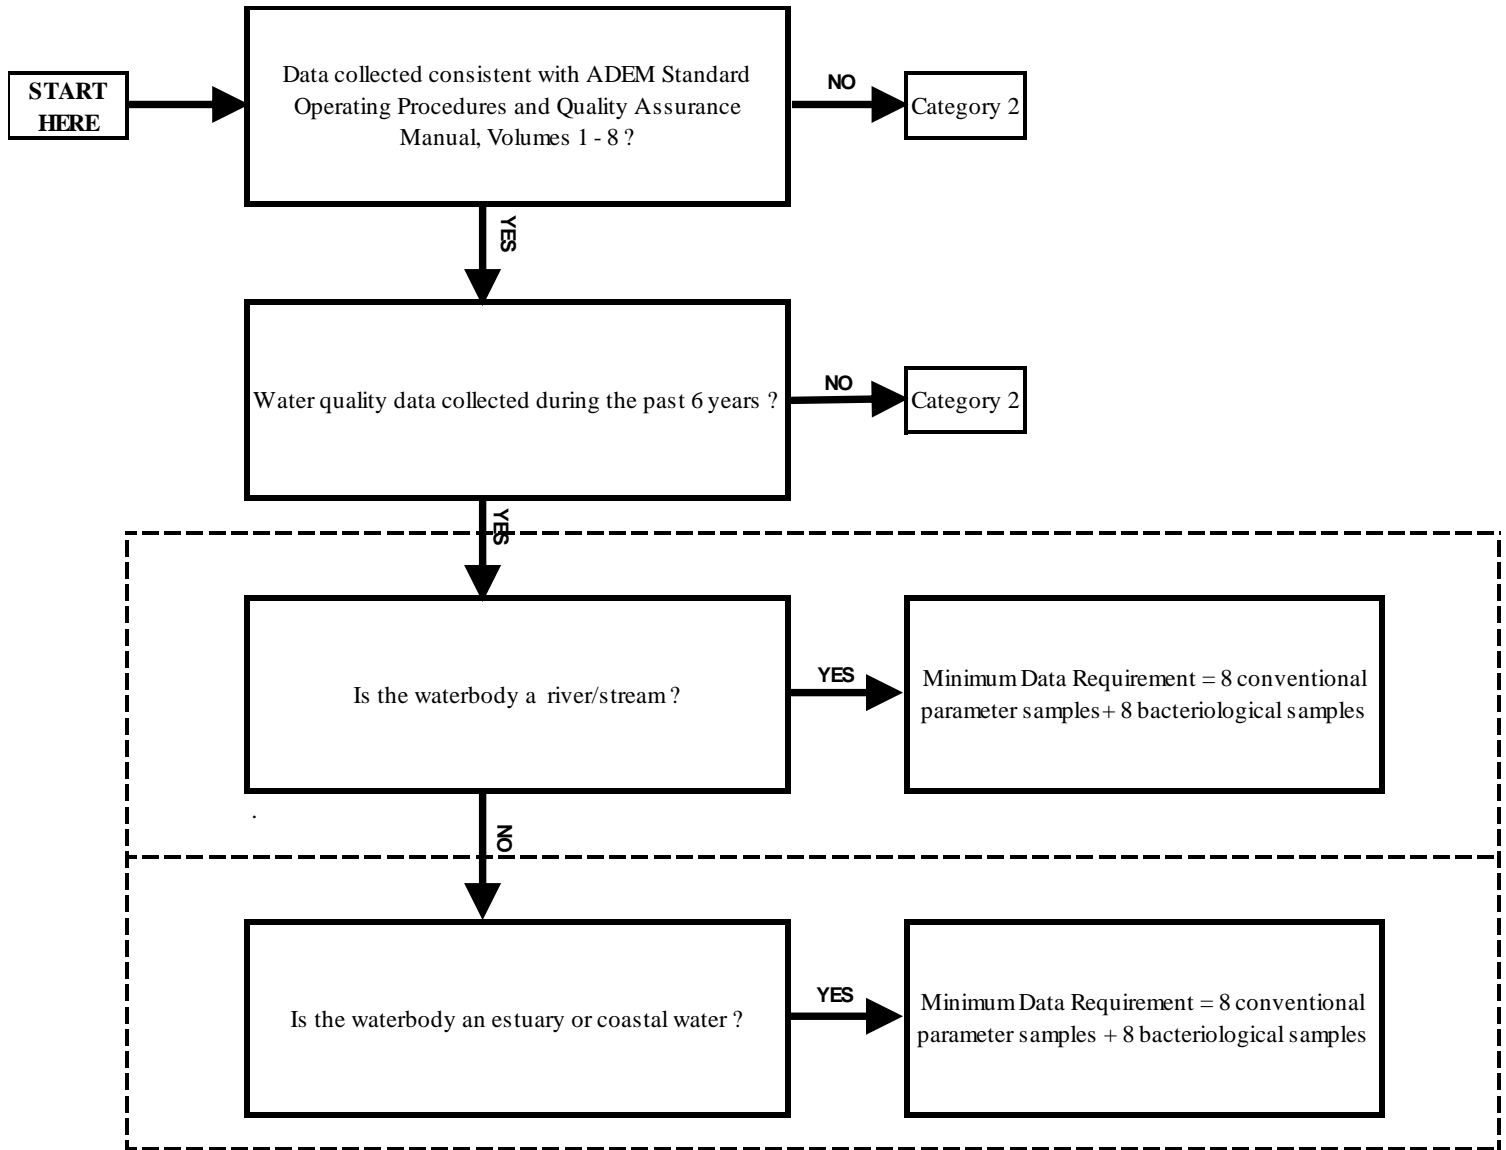 START
HERE
Data collected consistent with ADEM Standard
Operating Procedures and Quality Assurance
Manual, Volumes 1 - 8 ?
NO
Category 2
YES
Water quality data collected during the past 6 years ?
NO
Category 2
YES
Is the waterbody a river/stream ?
YES
Minimum Data Requirement = 8 conventional
parameter samples+ 8 bacteriological samples
.
NO
Is the waterbody an estuary or coastal water ?
YES
Minimum Data Requirement = 8 conventional
parameter samples + 8 bacteriological samples